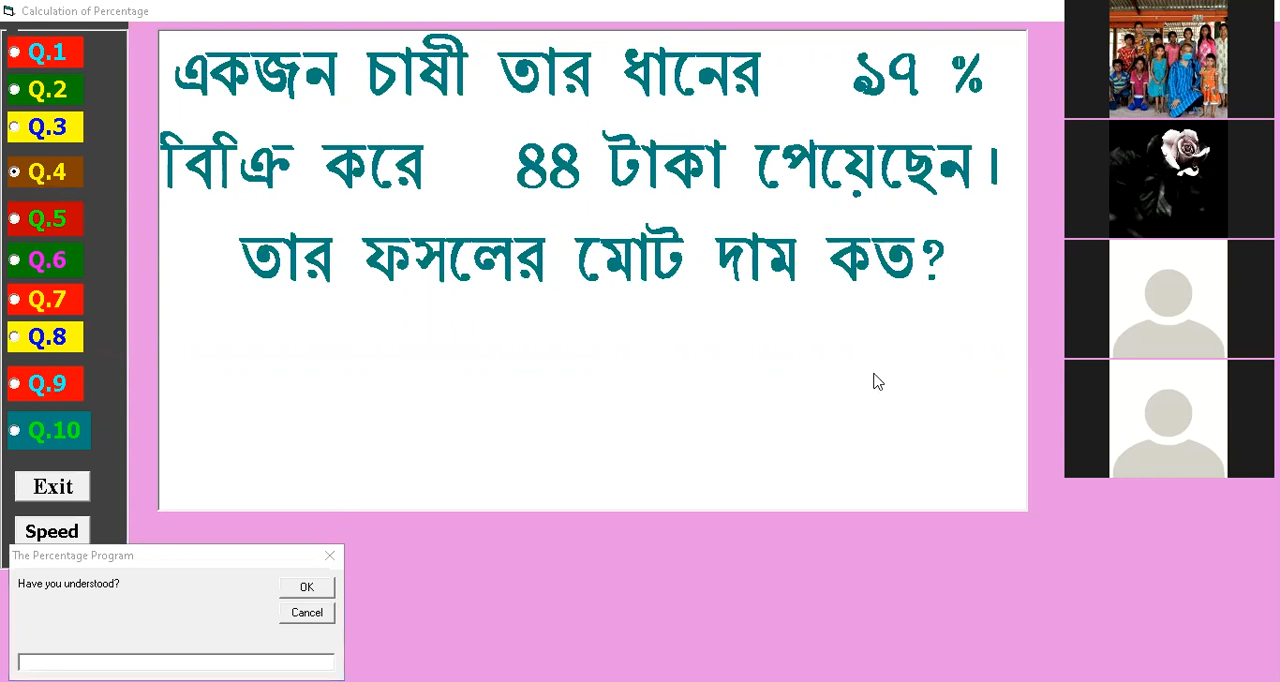 Calculation of Percentage
Q.1
Q.2
Q.3
Q.4
Q.5
Q.6
Q.7
Q.8
Q.9
Q.10
Exit
Speed
একজন চাষী তার ধানের ৯৭ %
বিক্রি করে ৪৪ টাকা পেয়েছেন।
তার ফসলের মোট দাম কত?
The Percentage Program
Have you understood?
OK
Cancel